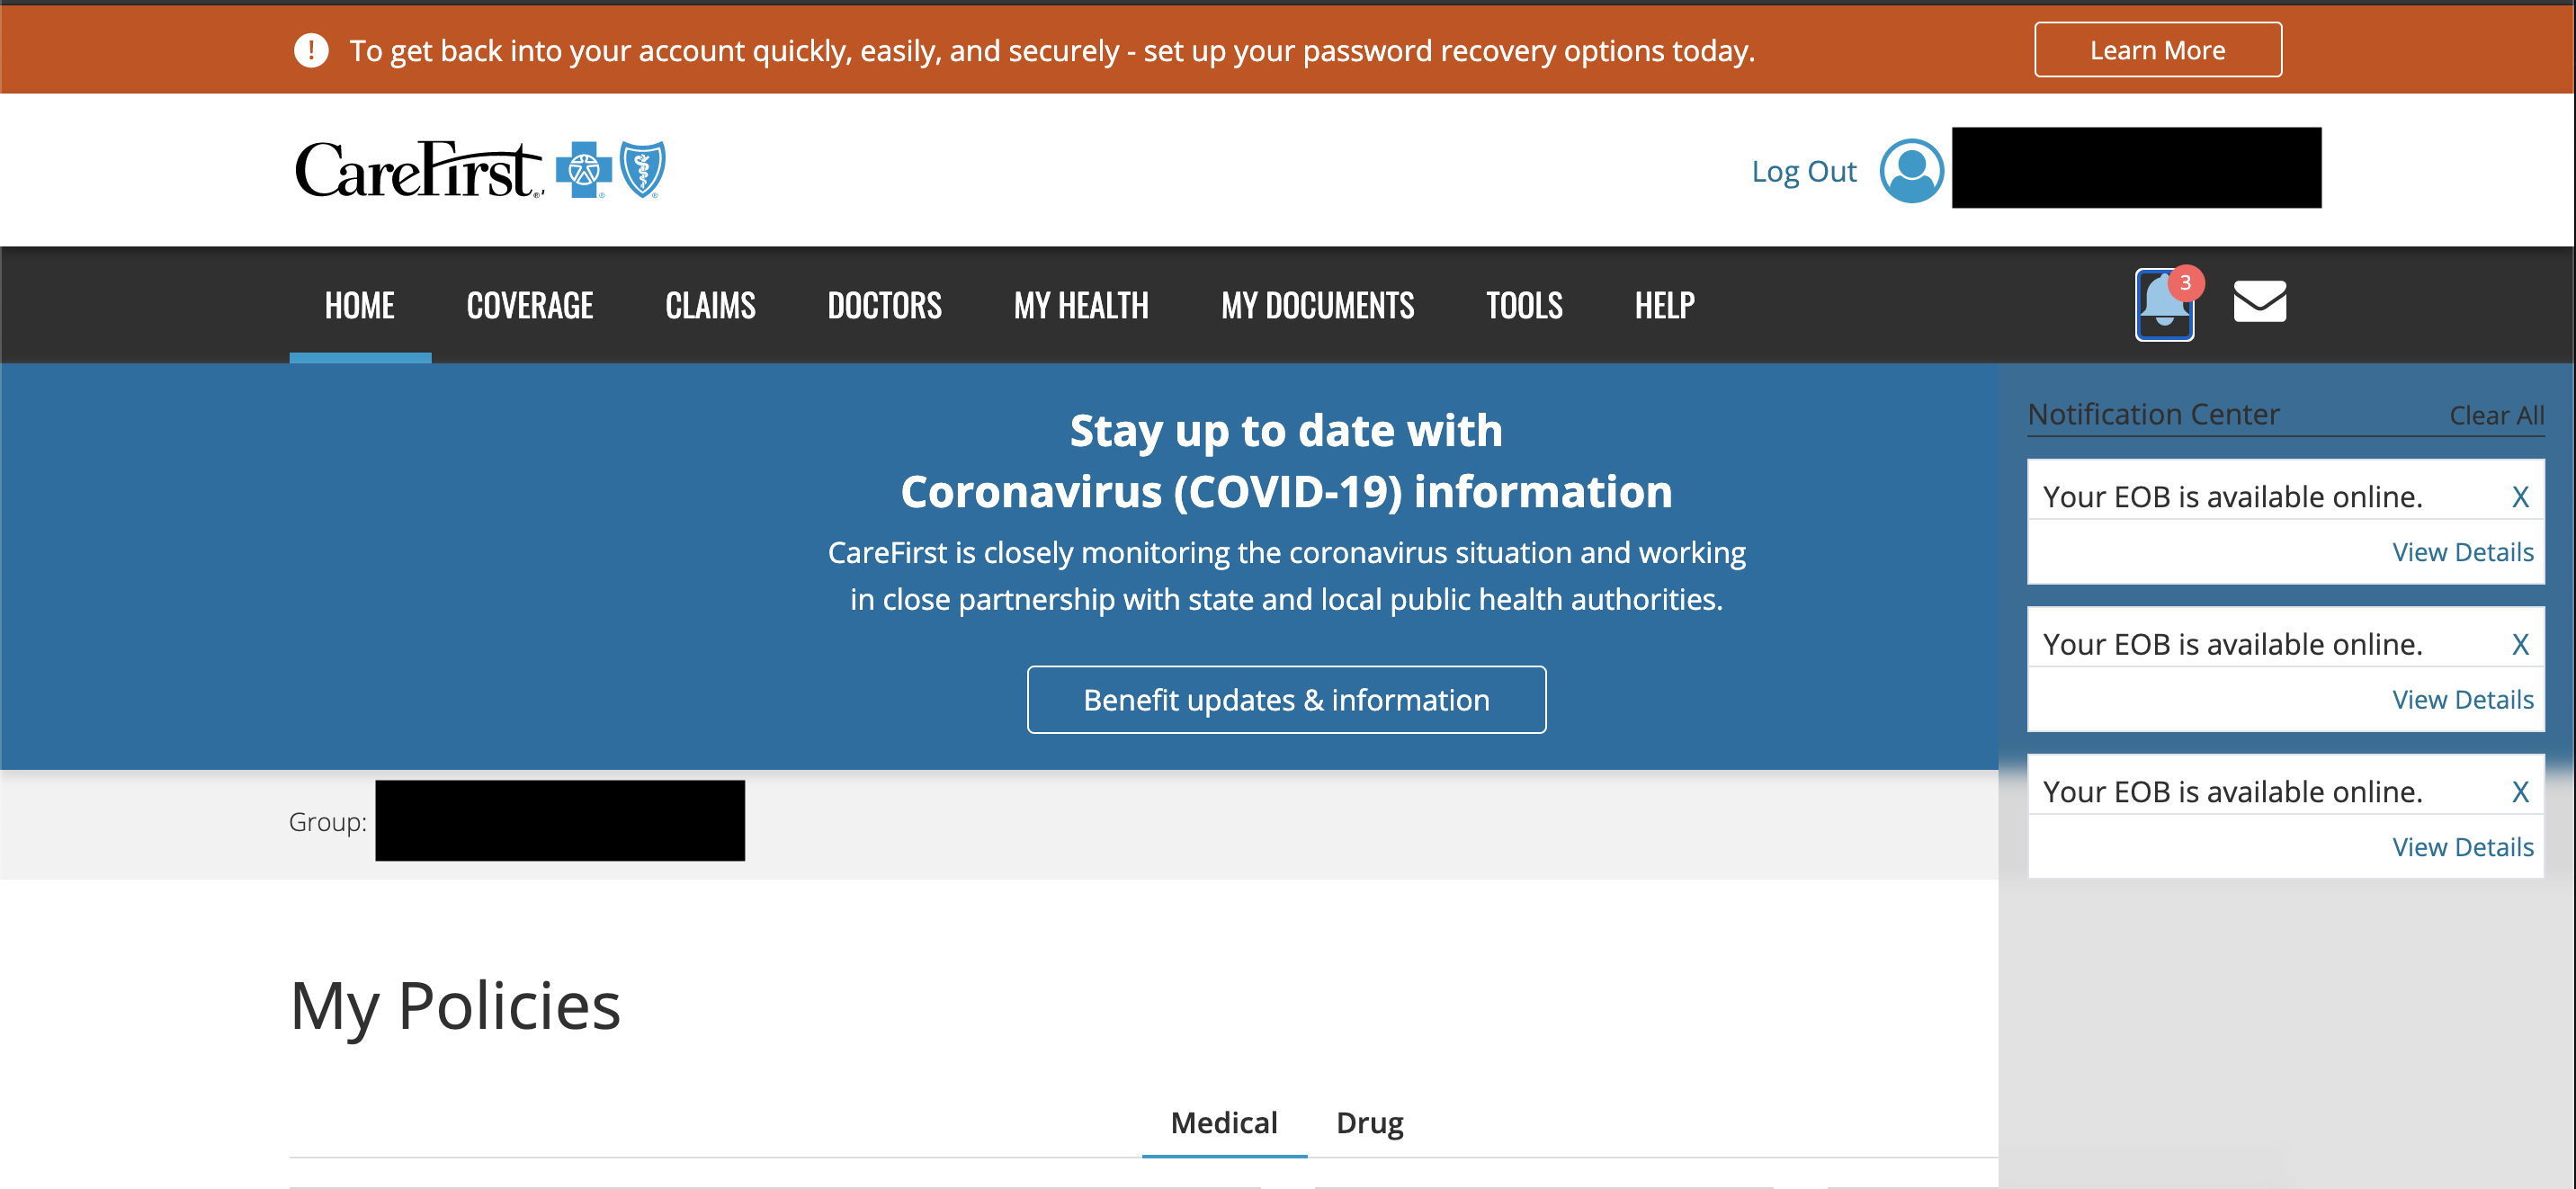 ! To get back into your account quickly, easily, and securely - set up your password recovery options today.
Learn More
CareFirst
Log Out
HOME
COVERAGE
CLAIMS
DOCTORS
MY HEALTH
MY DOCUMENTS
TOOLS
HELP
3
Stay up to date with
Coronavirus (COVID-19) information
CareFirst is closely monitoring the coronavirus situation and working
in close partnership with state and local public health authorities.
Benefit updates & information
Notification Center
Clear All
Your EOB is available online. X
View Details
Your EOB is available online. X
View Details
Your EOB is available online. X
View Details
Group:
My Policies
Medical
Drug